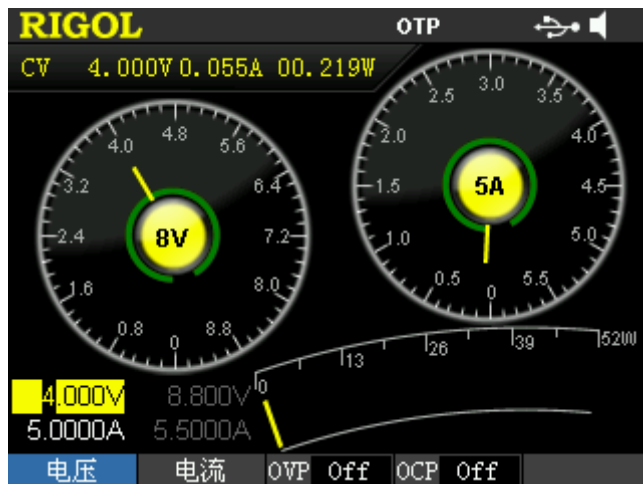 RIGOL OTP
CV 4.000V 0.055A 00.219W
0 0.8 1.6 2.4 3.2 4.0 4.8 5.6 6.4 7.2 8.0 8.8
8V
0 0.5 1.0 1.5 2.0 2.5 3.0 3.5 4.0 4.5 5.0 5.5
5A
0 13 26 39 52W
4.000V 8.800V
5.0000A 5.5000A
电压 电流 OVP Off OCP Off